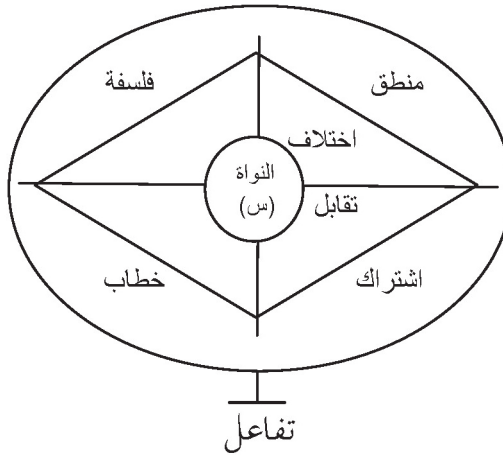 منطق
فلسفة
اختلاف
النواة
(س)
تقابل
اشتراك
خطاب
تفاعل